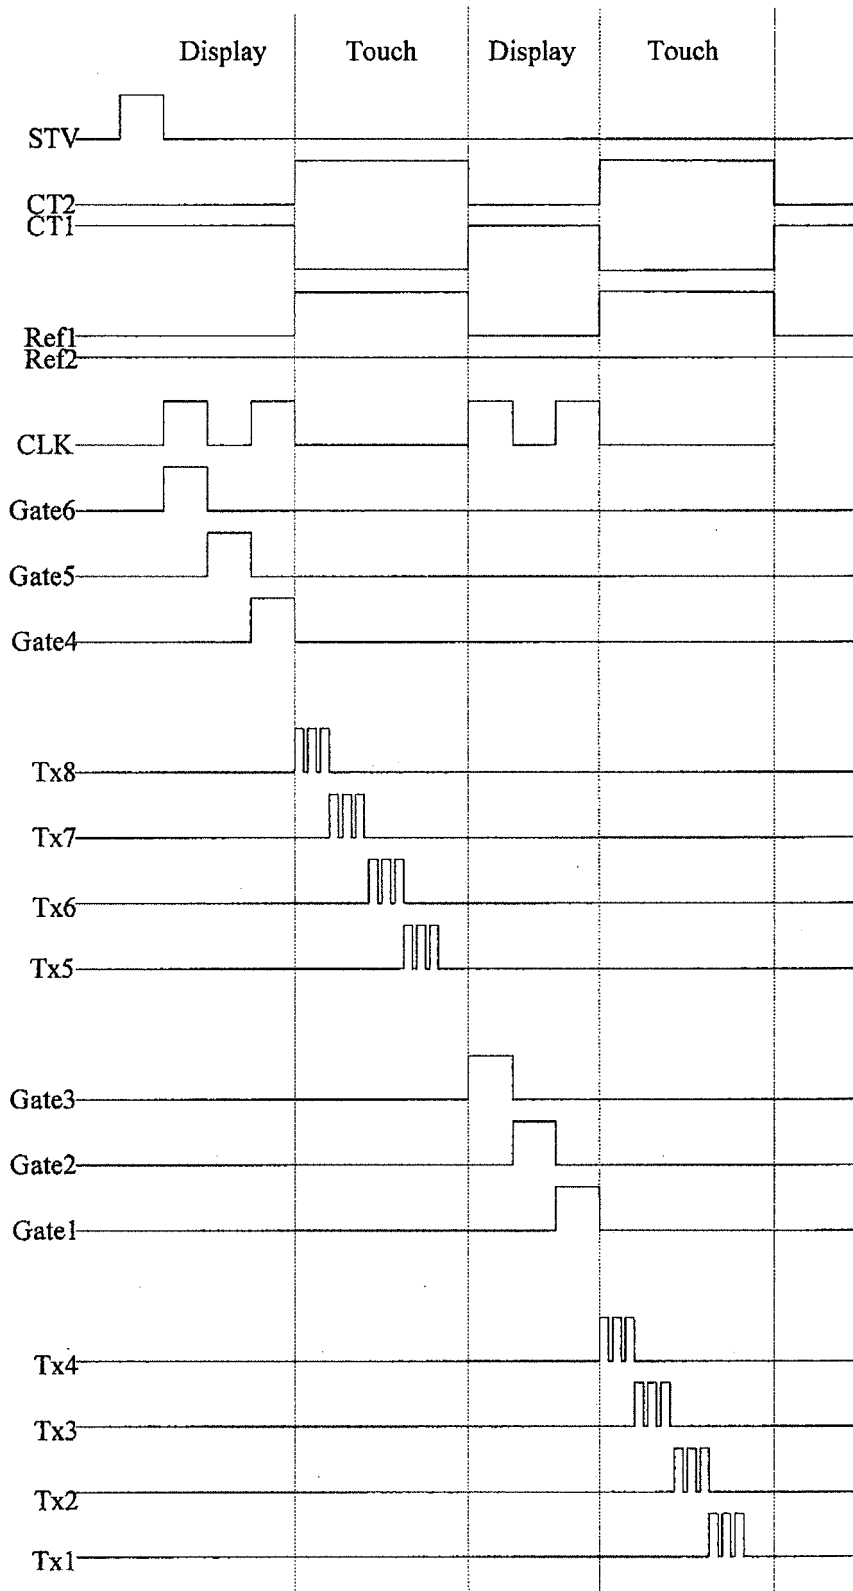 Display Touch Display Touch
STV
CT2
CT1
Ref1
Ref2
CLK
Gate6
Gate5
Gate4
Tx8
Tx7
Tx6
Tx5
Gate3
Gate2
Gate1
Tx4
Tx3
Tx2
Tx1